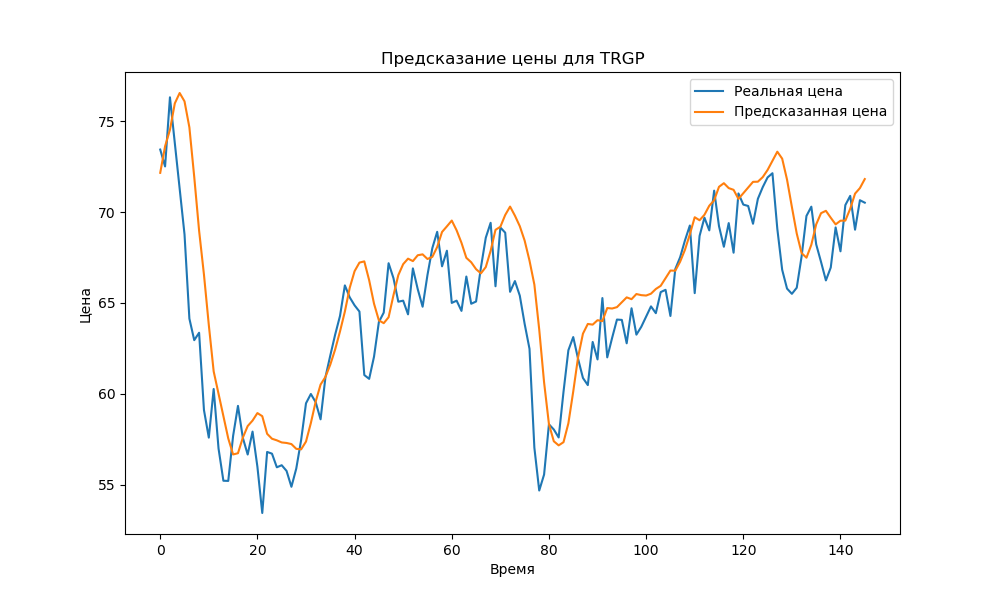 Предсказание цены для TRGP
Реальная цена
Предсказанная цена
75
70
65
60
55
Цена
0 20 40 60 80 100 120 140
Время